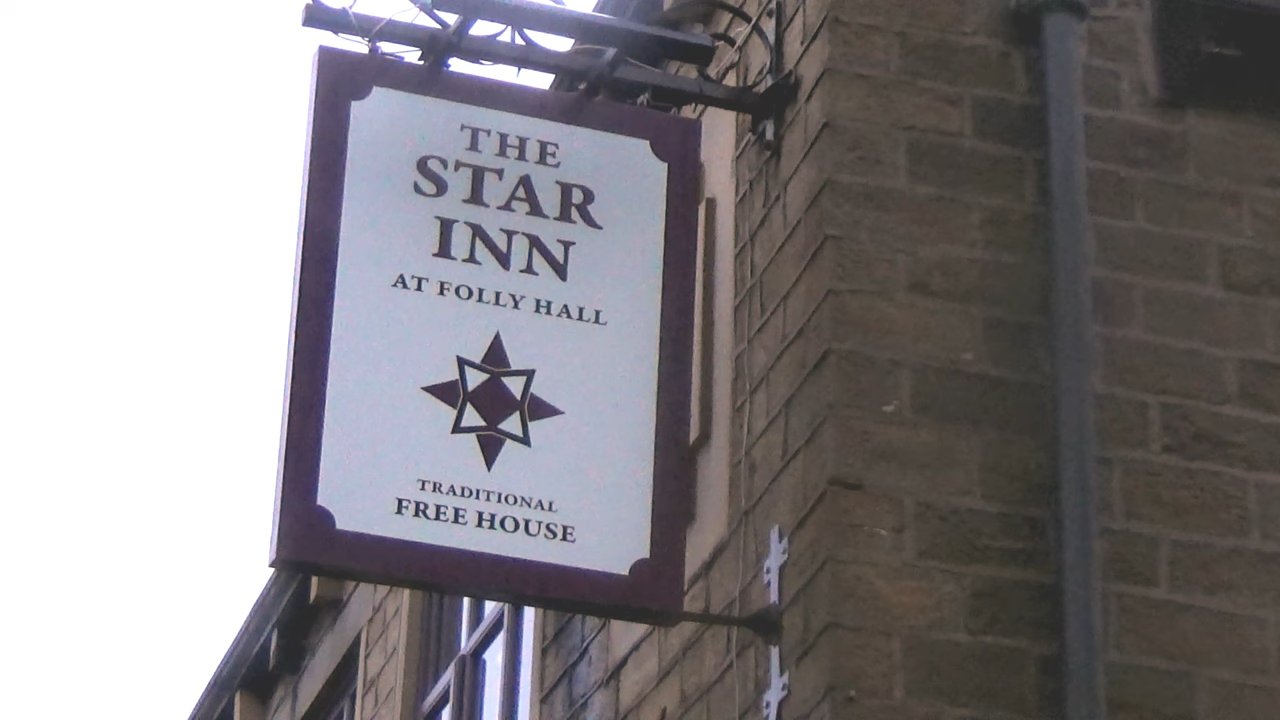 THE
STAR
INN
AT FOLLY HALL
TRADITIONAL
FREE HOUSE